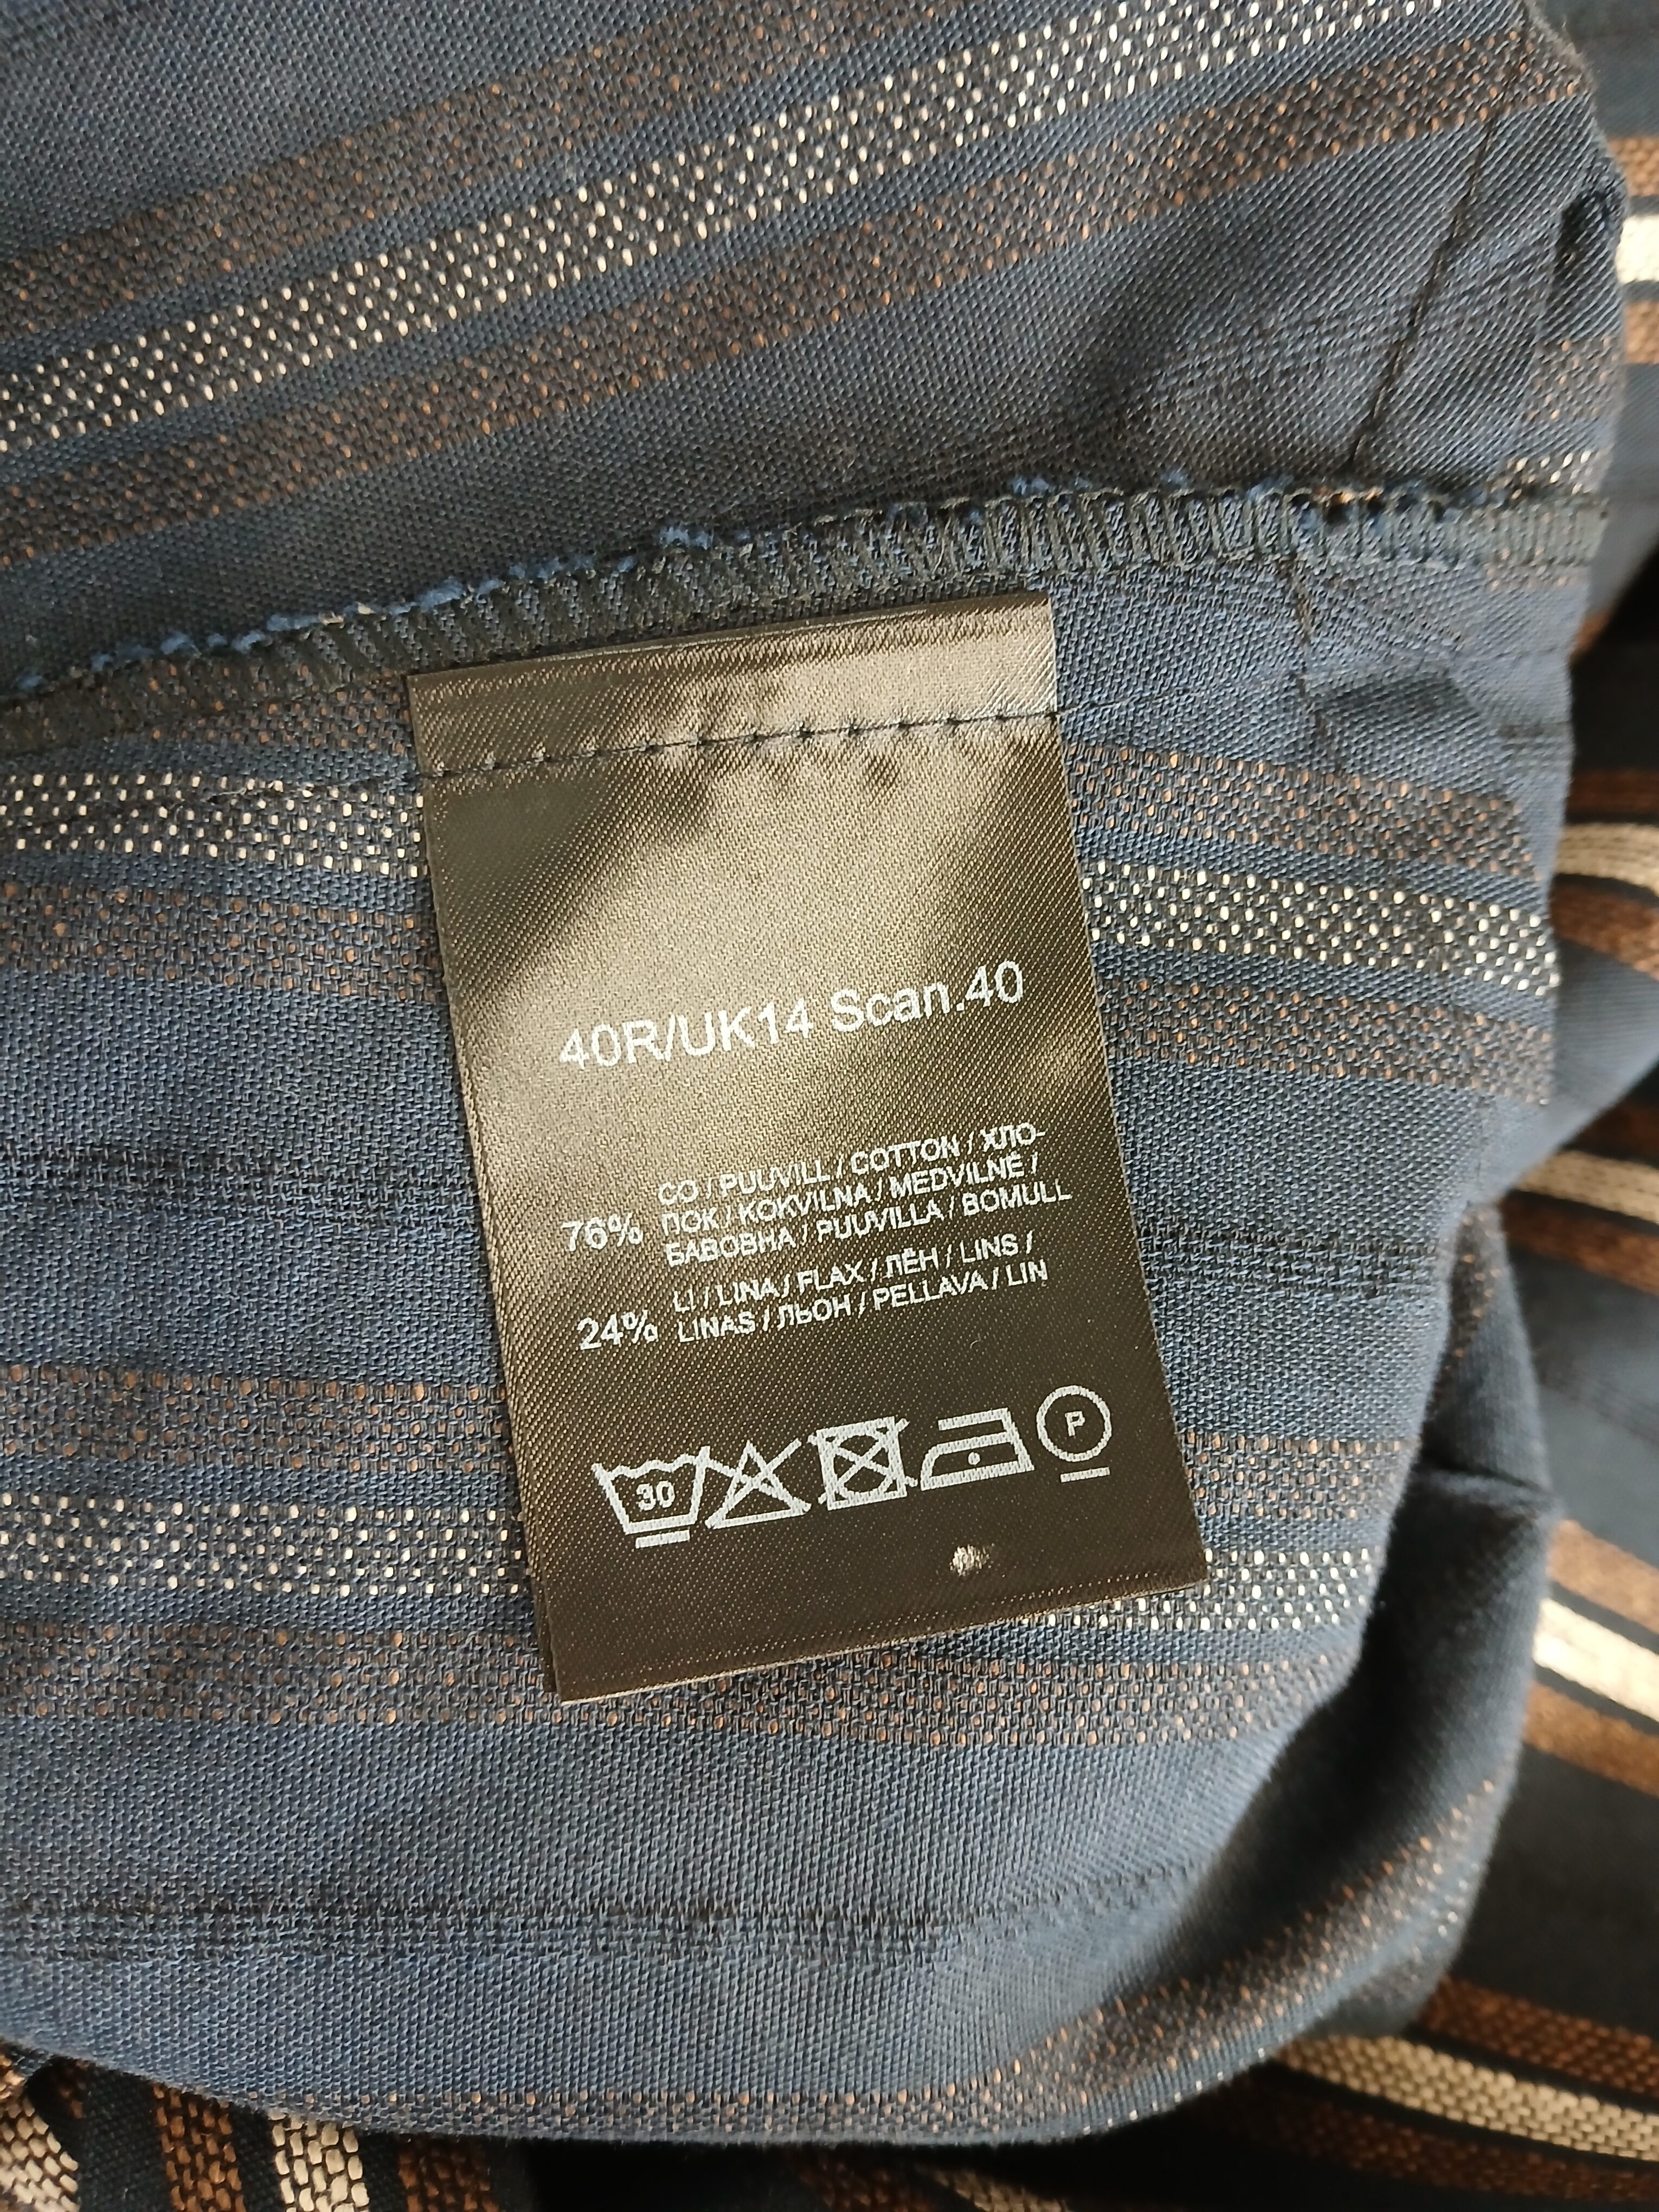 40R/UK14 Scan.40
CO / PUUVILL / COTTON / ХЛО-
76% ПОК / KOKVILNA / MEDVILNĖ /
БАВОВНА / PUUVILLA / BOMULL
LI / LINA / FLAX / ЛЁН / LINS /
24% LINAS / ЛЬОН / PELLAVA / LIN
30 P